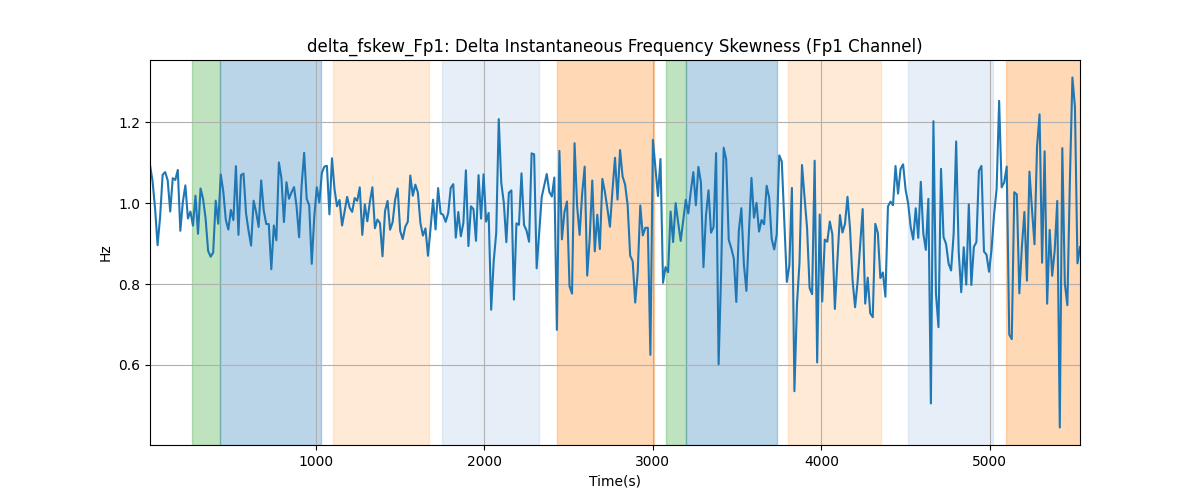 delta_fskew_Fp1: Delta Instantaneous Frequency Skewness (Fp1 Channel)
1.2
1.0
0.8
0.6
Hz
1000 2000 3000 4000 5000
Time(s)